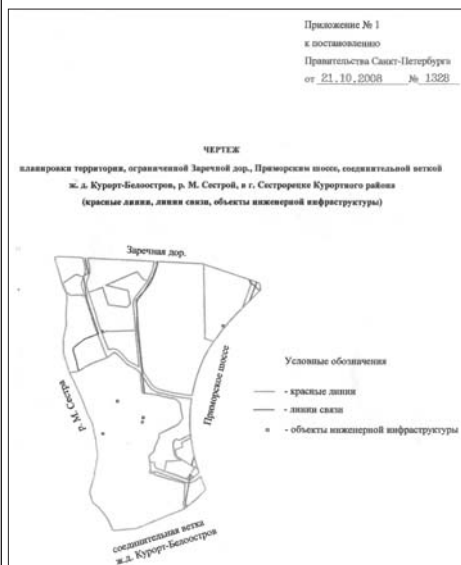 Приложение № 1
к постановлению
Правительства Санкт-Петербурга
от 21.10.2008 № 1328
ЧЕРТЕЖ
планировки территории, ограниченной Заречной дор., Приморским шоссе, соединительной веткой
ж. д. Курорт-Белоостров, р. М. Сестрой, в г. Сестрорецке Курортного района
(красные линии, линии связи, объекты инженерной инфраструктуры)
Заречная дор.
Приморское шоссе
р. М. Сестра
соединительная ветка
ж.д. Курорт-Белоостров
Условные обозначения
- красные линии
- линии связи
- объекты инженерной инфраструктуры